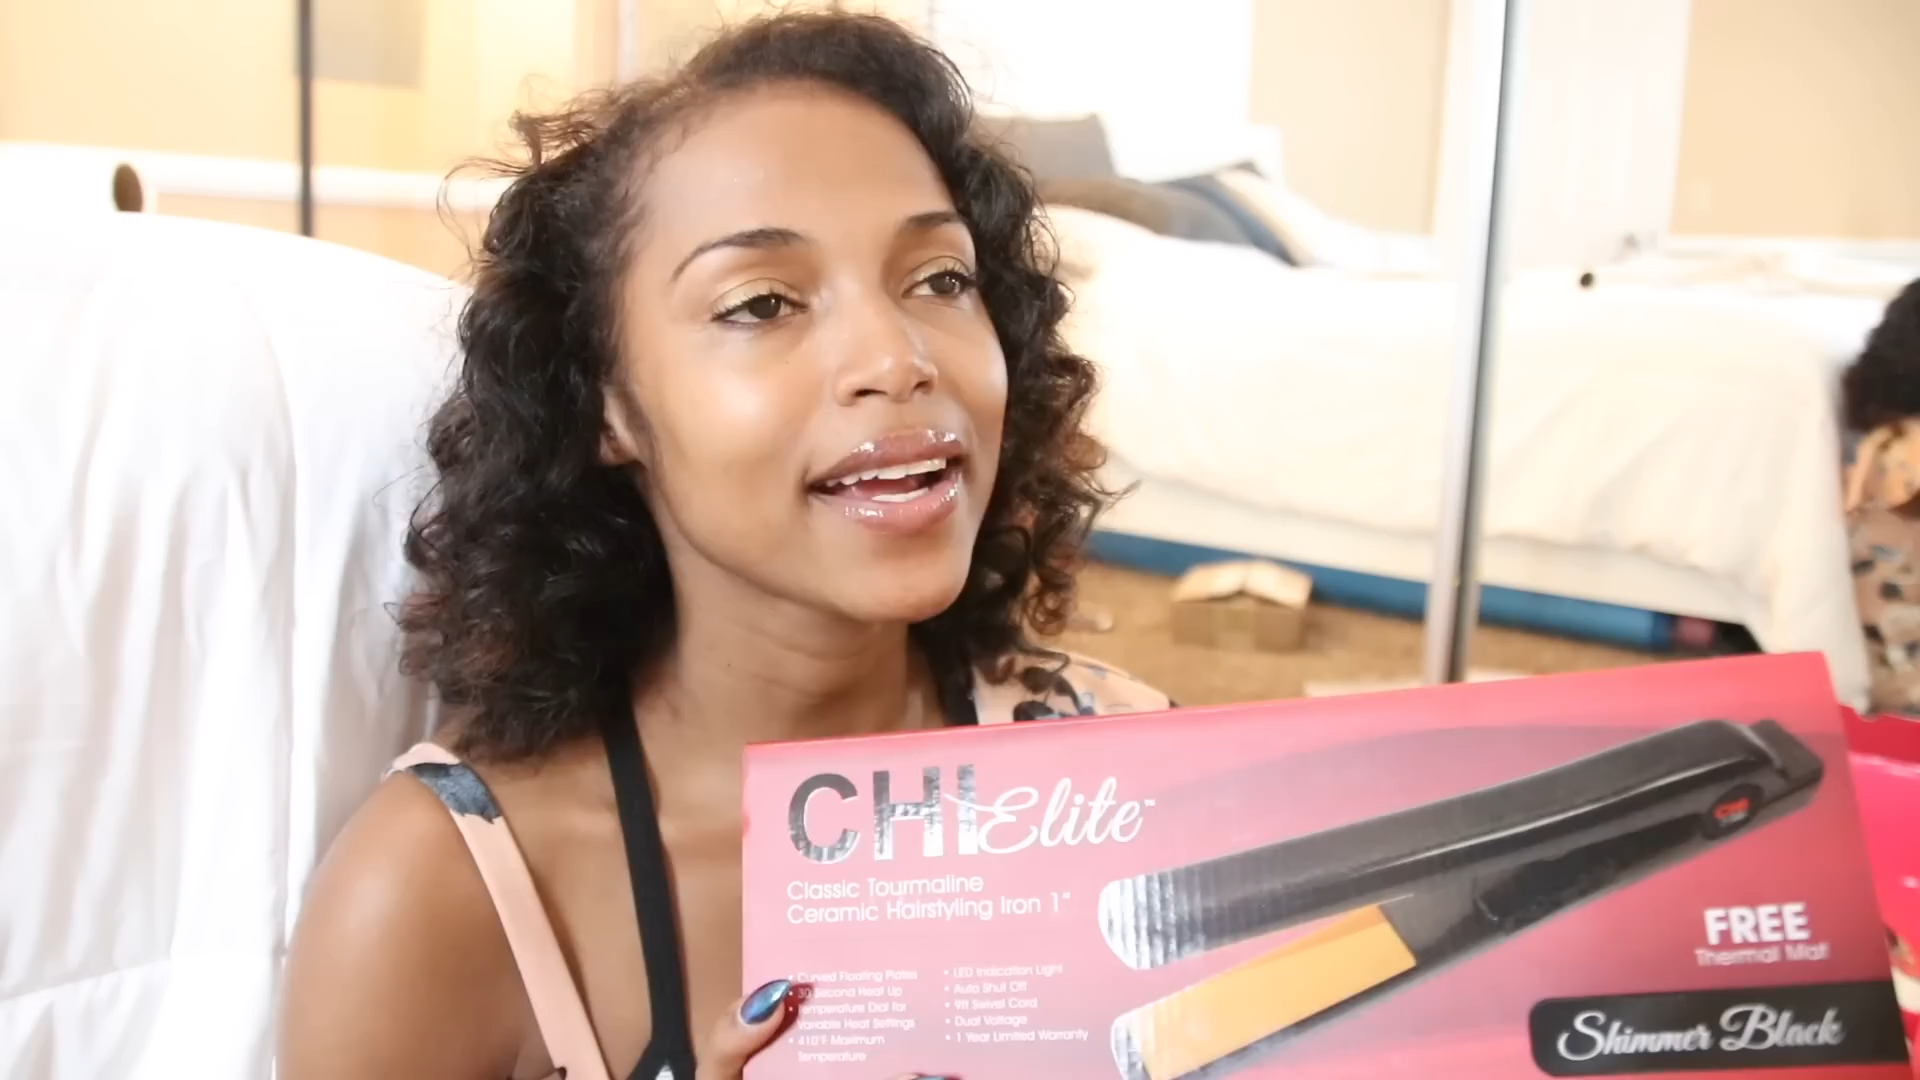 CHI Elite™
Classic Tourmaline
Ceramic Hairstyling Iron 1"
• Curved Floating Plates
• 30 Second Heat Up
• Temperature Dial for
Variable Heat Settings
• 410°F Maximum
Temperature
• LED Indication Light
• Auto Shut Off
• 9ft Swivel Cord
• Dual Voltage
• 1 Year Limited Warranty
CHI
FREE
Thermal Mat
Shimmer Black